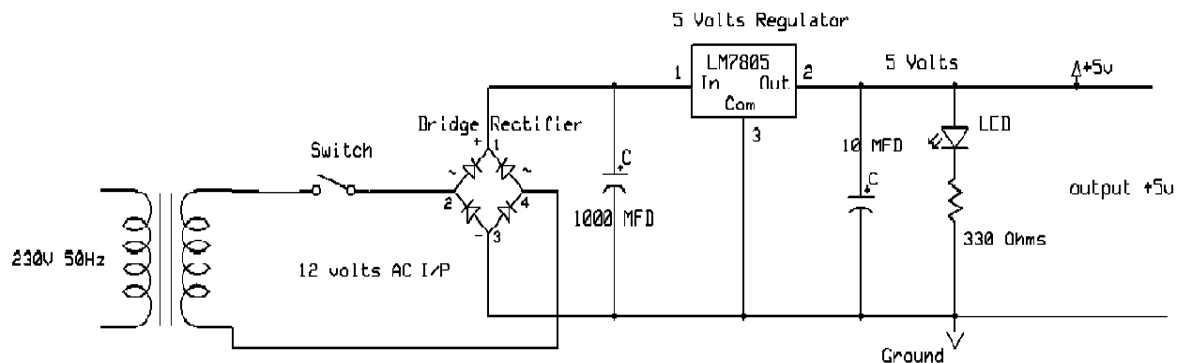 5 Volts Regulator
LM7805
1
In
Out
2
Com
3
5 Volts
+5v
Bridge Rectifier
+
1
~
~
2
4
-
3
Switch
+
C
1000 MFD
10 MFD
+
C
LED
330 Ohms
output +5v
230V 50Hz
12 volts AC I/P
Ground